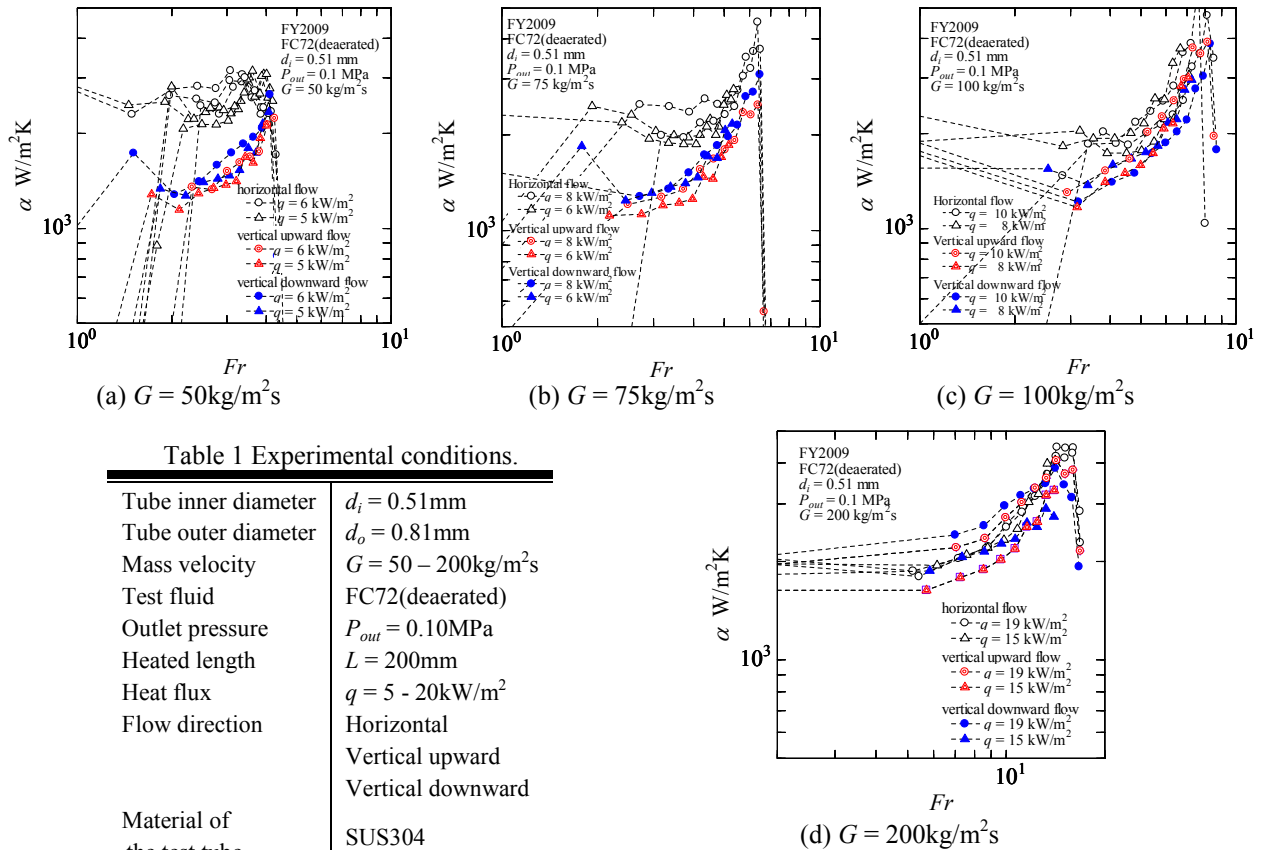 FY2009
FC72(deaerated)
d_i = 0.51 mm
P_out = 0.1 MPa
G = 50 kg/m²s
α W/m²K
10³
horizontal flow
q = 6 kW/m²
q = 5 kW/m²
vertical upward flow
q = 6 kW/m²
q = 5 kW/m²
vertical downward flow
q = 6 kW/m²
q = 5 kW/m²
10⁰ 10¹
Fr
(a) G = 50kg/m²s
FY2009
FC72(deaerated)
d_i = 0.51 mm
P_out = 0.1 MPa
G = 75 kg/m²s
α W/m²K
10³
Horizontal flow
q = 8 kW/m²
q = 6 kW/m²
Vertical upward flow
q = 8 kW/m²
q = 6 kW/m²
Vertical downward flow
q = 8 kW/m²
q = 6 kW/m²
10⁰ 10¹
Fr
(b) G = 75kg/m²s
FY2009
FC72(deaerated)
d_i = 0.51 mm
P_out = 0.1 MPa
G = 100 kg/m²s
α W/m²K
10³
Horizontal flow
q = 10 kW/m²
q = 8 kW/m²
Vertical upward flow
q = 10 kW/m²
q = 8 kW/m²
Vertical downward flow
q = 10 kW/m²
q = 8 kW/m²
10⁰ 10¹
Fr
(c) G = 100kg/m²s
Table 1 Experimental conditions.
Tube inner diameter d_i = 0.51mm
Tube outer diameter d_o = 0.81mm
Mass velocity G = 50 – 200kg/m²s
Test fluid FC72(deaerated)
Outlet pressure P_out = 0.10MPa
Heated length L = 200mm
Heat flux q = 5 - 20kW/m²
Flow direction Horizontal
Vertical upward
Vertical downward
Material of
the test tube SUS304
FY2009
FC72(deaerated)
d_i = 0.51 mm
P_out = 0.1 MPa
G = 200 kg/m²s
α W/m²K
10³
horizontal flow
q = 19 kW/m²
q = 15 kW/m²
vertical upward flow
q = 19 kW/m²
q = 15 kW/m²
vertical downward flow
q = 19 kW/m²
q = 15 kW/m²
10¹
Fr
(d) G = 200kg/m²s